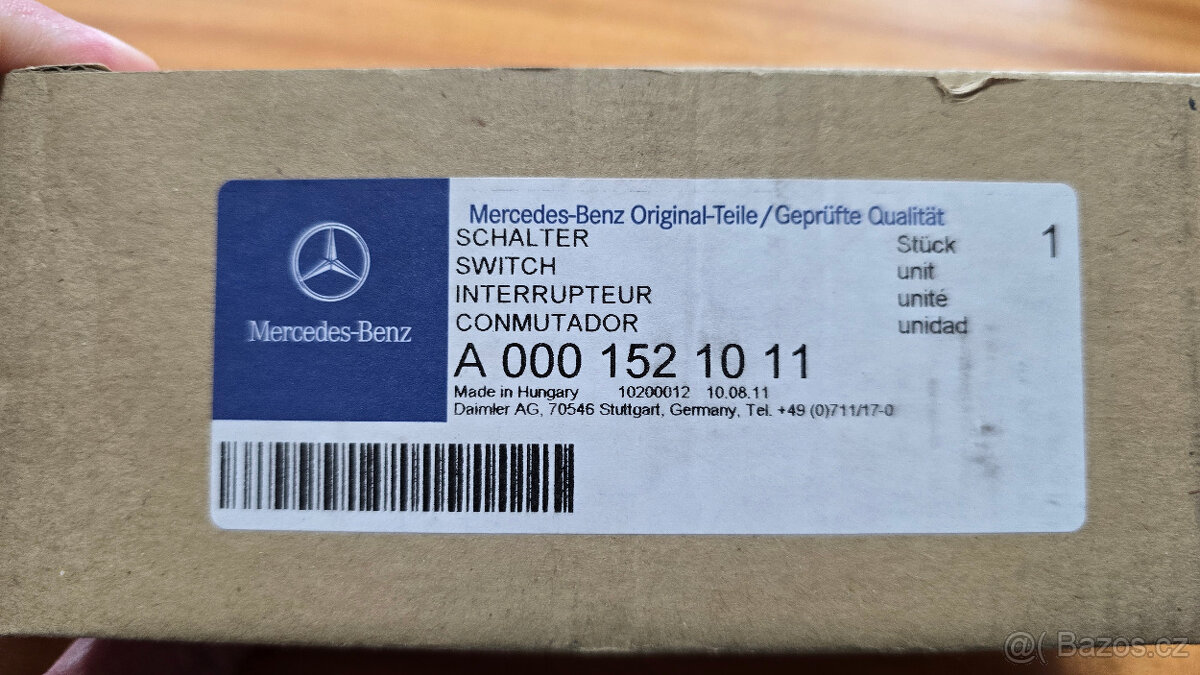 Mercedes-Benz
Mercedes-Benz Original-Teile/Geprüfte Qualität
SCHALTER Stück 1
SWITCH unit
INTERRUPTEUR unité
CONMUTADOR unidad
A 000 152 10 11
Made in Hungary 10200012 10.08.11
Daimler AG, 70546 Stuttgart, Germany, Tel. +49 (0)711/17-0
@( Bazos.cz